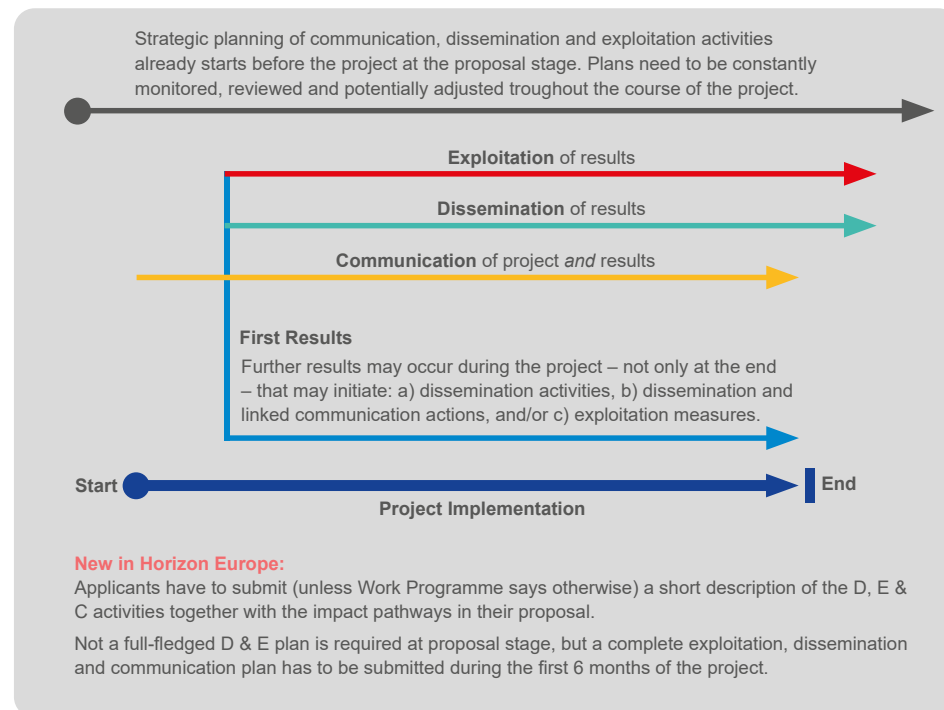 Strategic planning of communication, dissemination and exploitation activities
already starts before the project at the proposal stage. Plans need to be constantly
monitored, reviewed and potentially adjusted troughout the course of the project.
Exploitation of results
Dissemination of results
Communication of project and results
First Results
Further results may occur during the project – not only at the end
– that may initiate: a) dissemination activities, b) dissemination and
linked communication actions, and/or c) exploitation measures.
Start
End
Project Implementation
New in Horizon Europe:
Applicants have to submit (unless Work Programme says otherwise) a short description of the D, E &
C activities together with the impact pathways in their proposal.
Not a full-fledged D & E plan is required at proposal stage, but a complete exploitation, dissemination
and communication plan has to be submitted during the first 6 months of the project.